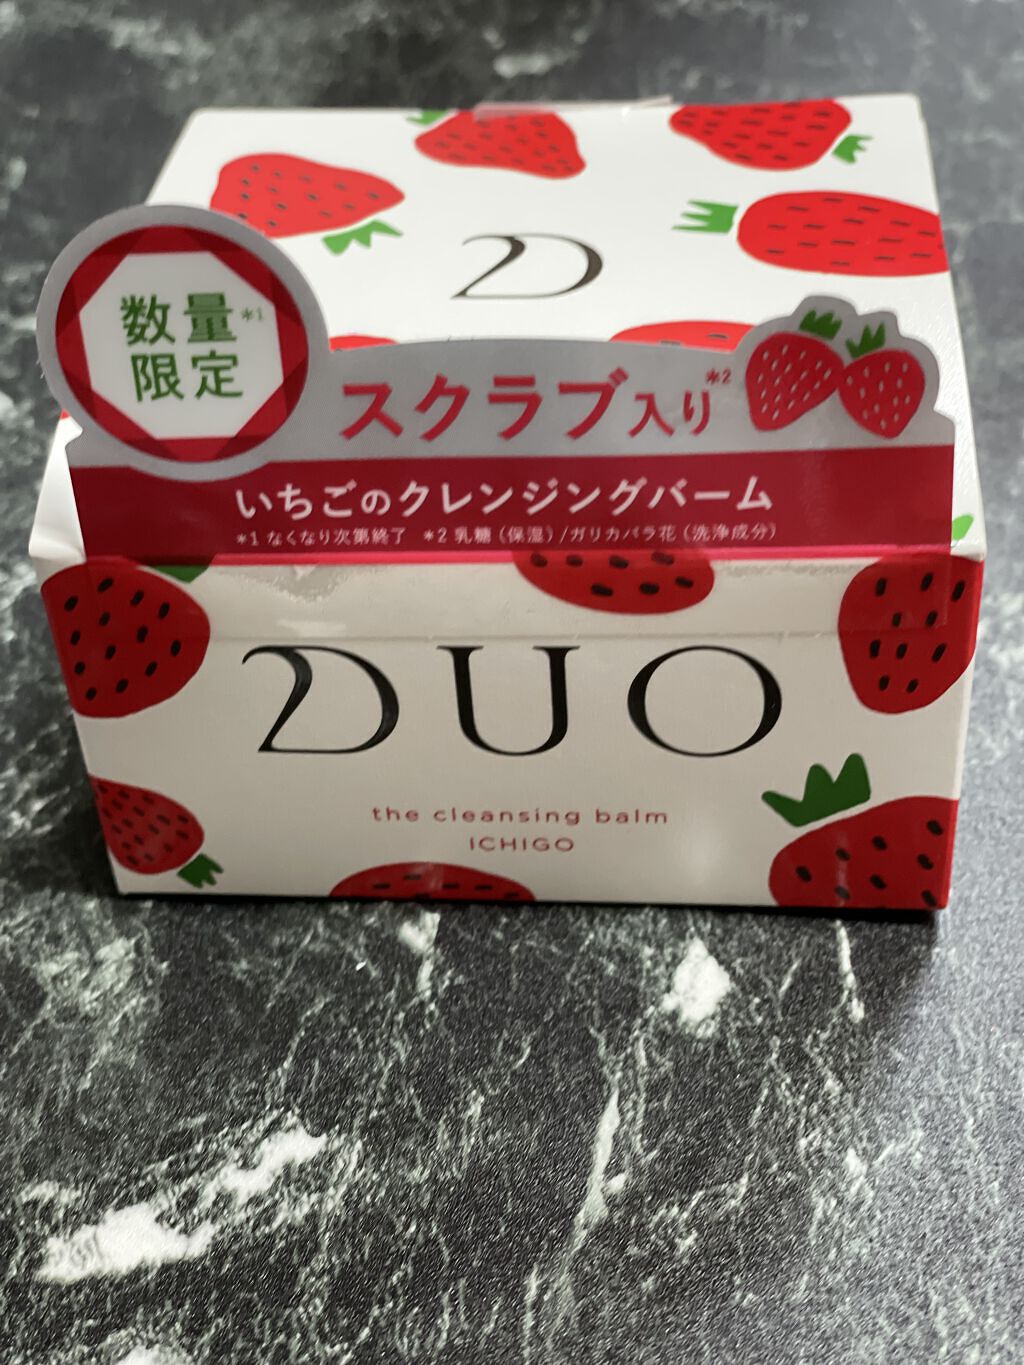 D
数量*1
限定
スクラブ入り*2
いちごのクレンジングバーム
*1 なくなり次第終了 *2 乳糖(保湿)/ガリカバラ花(洗浄成分)
DUO
the cleansing balm
ICHIGO